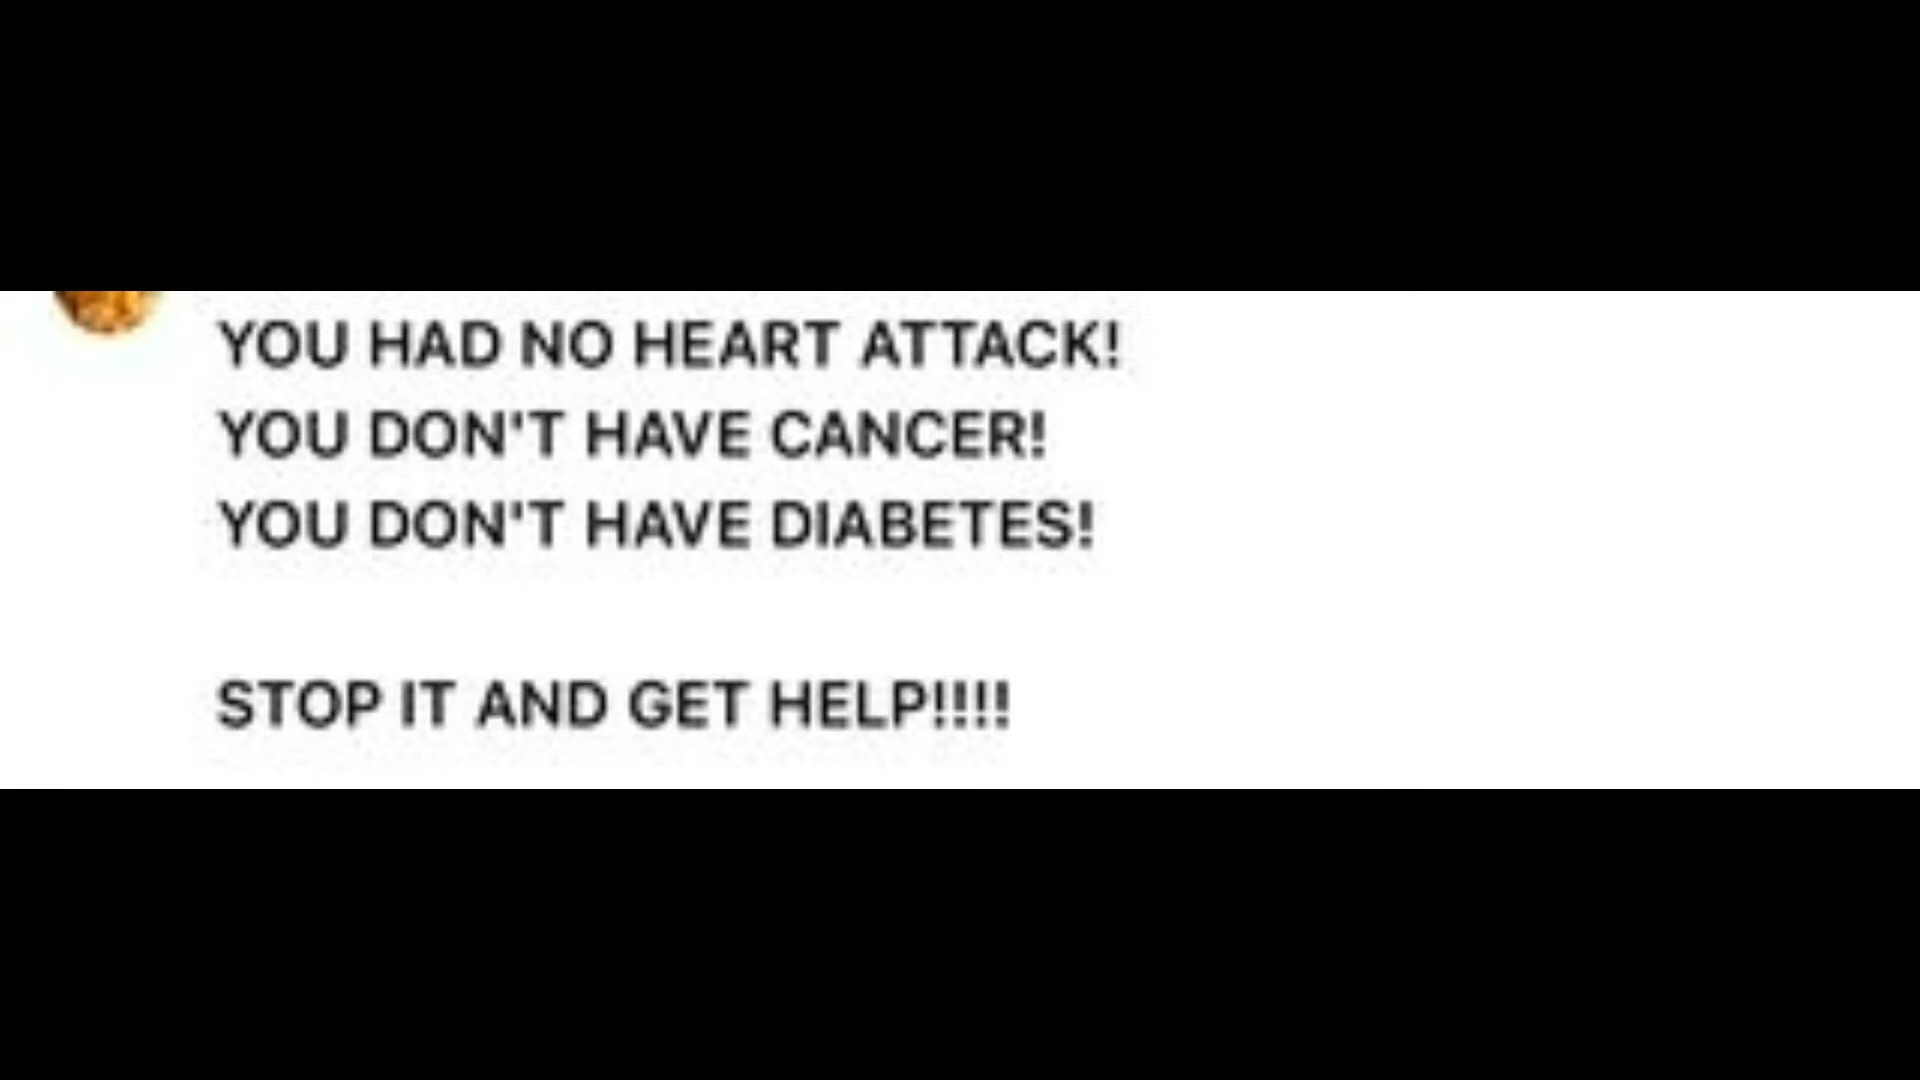 YOU HAD NO HEART ATTACK!
YOU DON'T HAVE CANCER!
YOU DON'T HAVE DIABETES!
STOP IT AND GET HELP!!!!